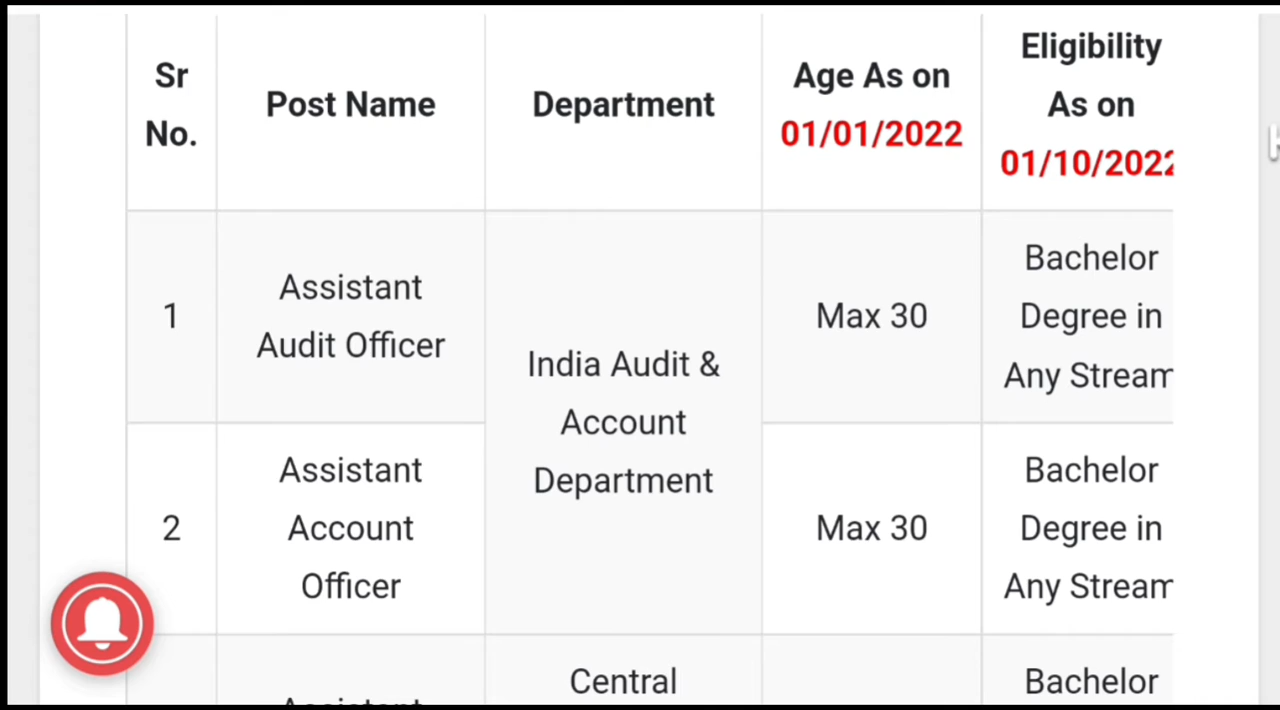 Sr
No.
Post Name
Department
Age As on
01/01/2022
Eligibility
As on
01/10/2022
1
Assistant
Audit Officer
India Audit &
Account
Department
Max 30
Bachelor
Degree in
Any Stream
2
Assistant
Account
Officer
Max 30
Bachelor
Degree in
Any Stream
Assistant
Central
Bachelor